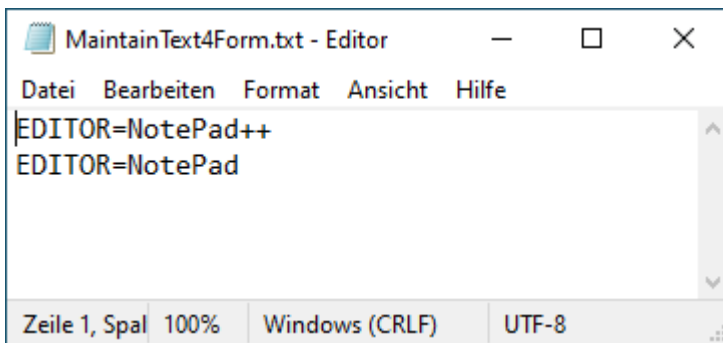 MaintainText4Form.txt - Editor
Datei Bearbeiten Format Ansicht Hilfe
EDITOR=NotePad++
EDITOR=NotePad
Zeile 1, Spal 100% Windows (CRLF) UTF-8